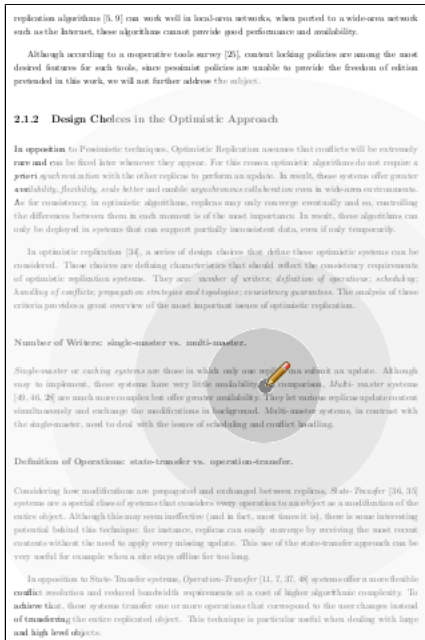 replication algorithms [5, 9] can work well in local-area networks, when ported to a wide-area network
such as the Internet, these algorithms cannot provide good performance and availability.
Although according to a cooperative tools survey [25], content locking policies are among the most
desired features for such tools, since pessimist policies are unable to provide the freedom of edition
pretended in this work, we will not further address the subject.
2.1.2 Design Choices in the Optimistic Approach
In opposition to Pessimistic techniques, Optimistic Replication assumes that conflicts will be extremely
rare and can be fixed later whenever they appear. For this reason optimistic algorithms do not require a
priori synchronization with the other replicas to perform an update. In result, these systems offer greater
availability, flexibility, scale better and enable asynchronous collaboration even in wide-area environments.
As for consistency, in optimistic algorithms, replicas may only converge eventually and so, controlling
the differences between them in each moment is of the most importance. In result, these algorithms can
only be deployed in systems that can support partially inconsistent data, even if only temporarily.
In optimistic replication [34], a series of design choices that define these optimistic systems can be
considered. Those choices are defining characteristics that should reflect the consistency requirements
of optimistic replication systems. They are: number of writers; definition of operations; scheduling;
handling of conflicts; propagation strategies and topologies; consistency guarantees. The analysis of these
criteria provides a great overview of the most important issues of optimistic replication.
Number of Writers: single-master vs. multi-master.
Single-master or caching systems are those in which only one replica can submit an update. Although
easy to implement, these systems have very little availability in comparison. Multi- master systems
[49, 46, 28] are much more complex but offer greater availability. They let various replicas update content
simultaneously and exchange the modifications in background. Multi-master systems, in contrast with
the single-master, need to deal with the issues of scheduling and conflict handling.
Definition of Operations: state-transfer vs. operation-transfer.
Considering how modifications are propagated and exchanged between replicas, State-Transfer [36, 35]
systems are a special class of systems that considers every operation to an object as a modification of the
entire object. Although this may seem ineffective (and in fact, most times it is), there is some interesting
potential behind this technique: for instance, replicas can easily converge by receiving the most recent
contents without the need to apply every missing update. This use of the state-transfer approach can be
very useful for example when a site stays offline for too long.
In opposition to State-Transfer systems, Operation-Transfer [11, 7, 37, 48] systems offer a more flexible
conflict resolution and reduced bandwidth requirements at a cost of higher algorithmic complexity. To
achieve that, these systems transfer one or more operations that correspond to the user changes instead
of transferring the entire replicated object. This technique is particular useful when dealing with large
and high level objects.